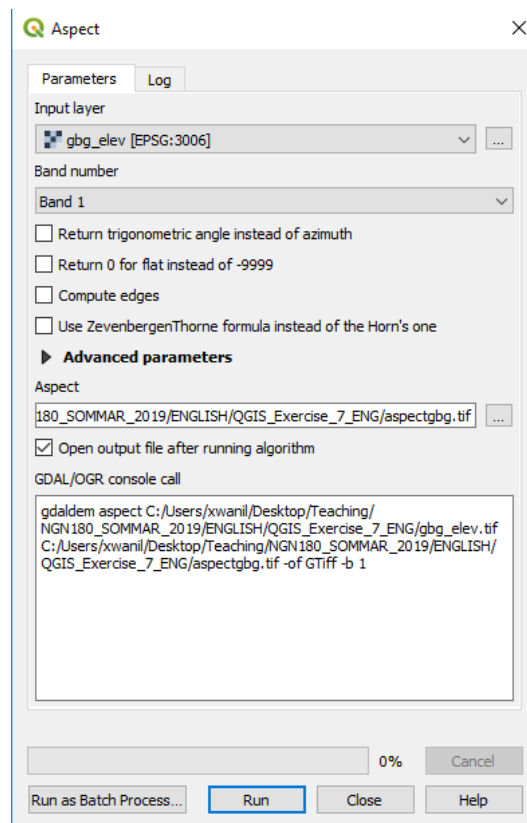 Aspect
Parameters
Log
Input layer
gbg_elev [EPSG:3006]
...
Band number
Band 1
Return trigonometric angle instead of azimuth
Return 0 for flat instead of -9999
Compute edges
Use ZevenbergenThorne formula instead of the Horn's one
Advanced parameters
Aspect
180_SOMMAR_2019/ENGLISH/QGIS_Exercise_7_ENG/aspectgbg.tif
...
Open output file after running algorithm
GDAL/OGR console call
gdaldem aspect C:/Users/xwanil/Desktop/Teaching/
NGN180_SOMMAR_2019/ENGLISH/QGIS_Exercise_7_ENG/gbg_elev.tif
C:/Users/xwanil/Desktop/Teaching/NGN180_SOMMAR_2019/ENGLISH/
QGIS_Exercise_7_ENG/aspectgbg.tif -of GTiff -b 1
0%
Cancel
Run as Batch Process...
Run
Close
Help